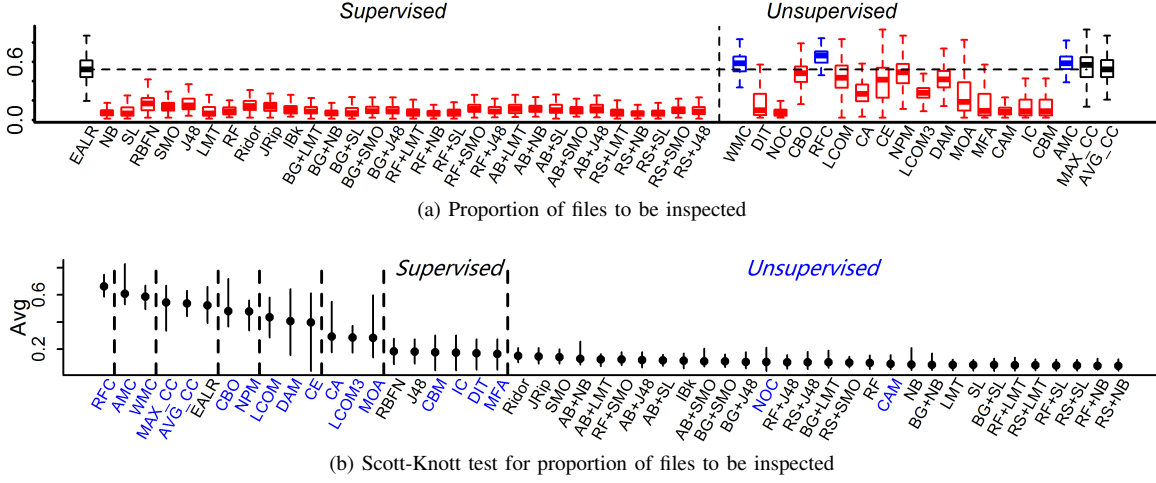 Supervised Unsupervised
0.6
0.0
EALR NB SL RBFN SMO J48 LMT RF Ridor JRip IBk BG+LMT BG+NB BG+SL BG+SMO BG+J48 RF+LMT RF+NB RF+SL RF+SMO RF+J48 AB+LMT AB+NB AB+SL AB+SMO AB+J48 RS+LMT RS+NB RS+SL RS+SMO RS+J48 WMC DIT NOC CBO RFC LCOM CA CE NPM LCOM3 DAM MOA MFA CAM IC CBM AMC MAX_CC AVG_CC
(a) Proportion of files to be inspected
Supervised Unsupervised
Avg
0.6
0.2
RFC AMC WMC MAX_CC AVG_CC EALR CBO NPM LCOM DAM CE CA LCOM3 MOA RBFN J48 CBM IC DIT MFA Ridor JRip SMO AB+NB AB+LMT RF+SMO AB+J48 AB+SL IBk AB+SMO BG+SMO BG+J48 NOC RF+J48 RS+J48 BG+LMT RS+SMO RF CAM NB BG+NB LMT SL BG+SL RF+LMT RS+LMT RF+SL RS+SL RF+NB RS+NB
(b) Scott-Knott test for proportion of files to be inspected